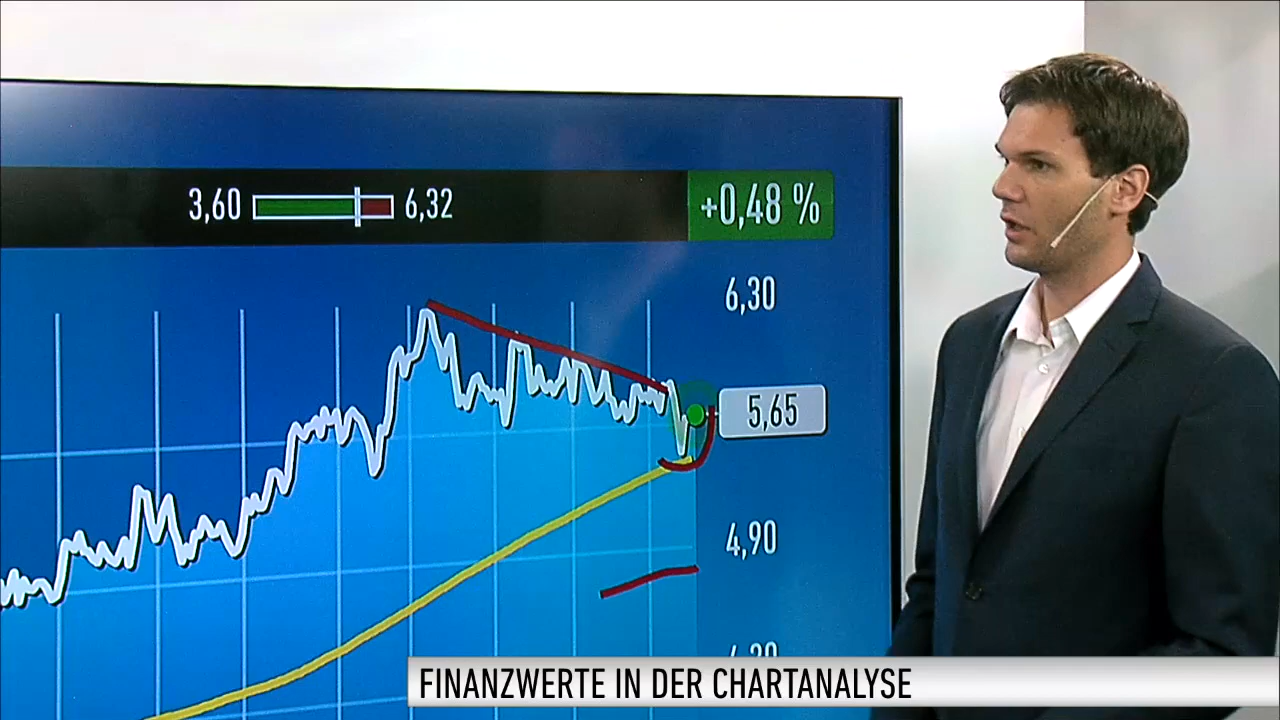 3,60 6,32 +0,48 %
6,30
5,65
4,90
FINANZWERTE IN DER CHARTANALYSE